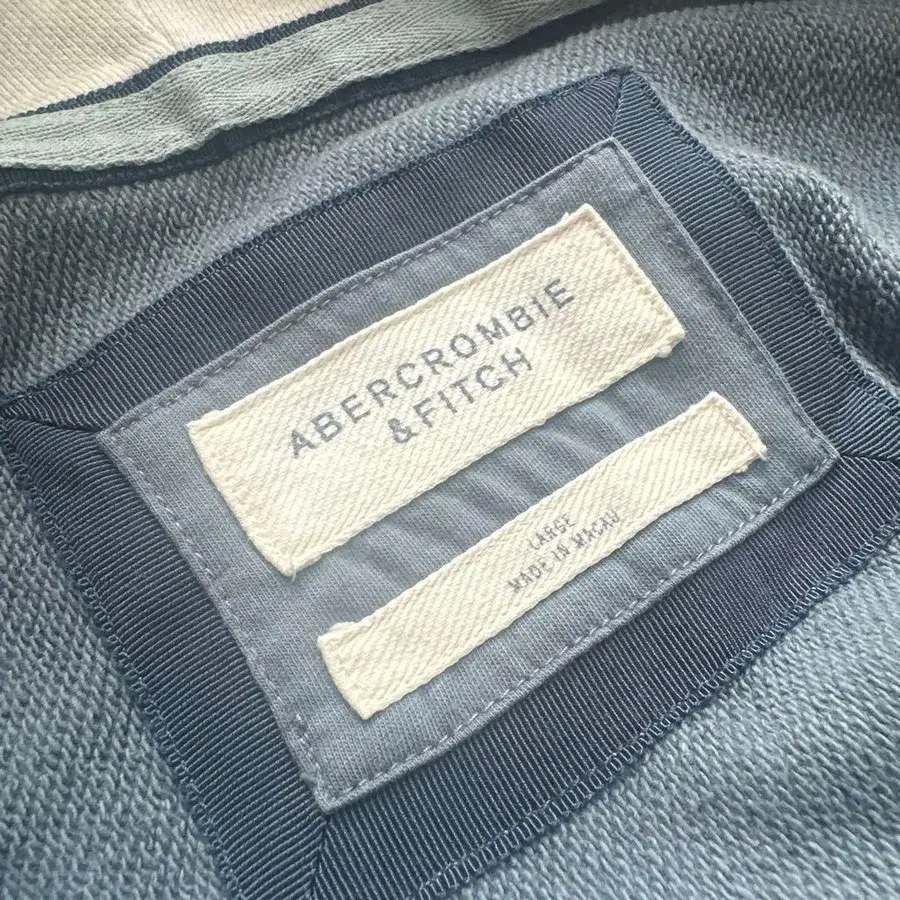 ABERCROMBIE
&FITCH
LARGE
MADE IN MACAU